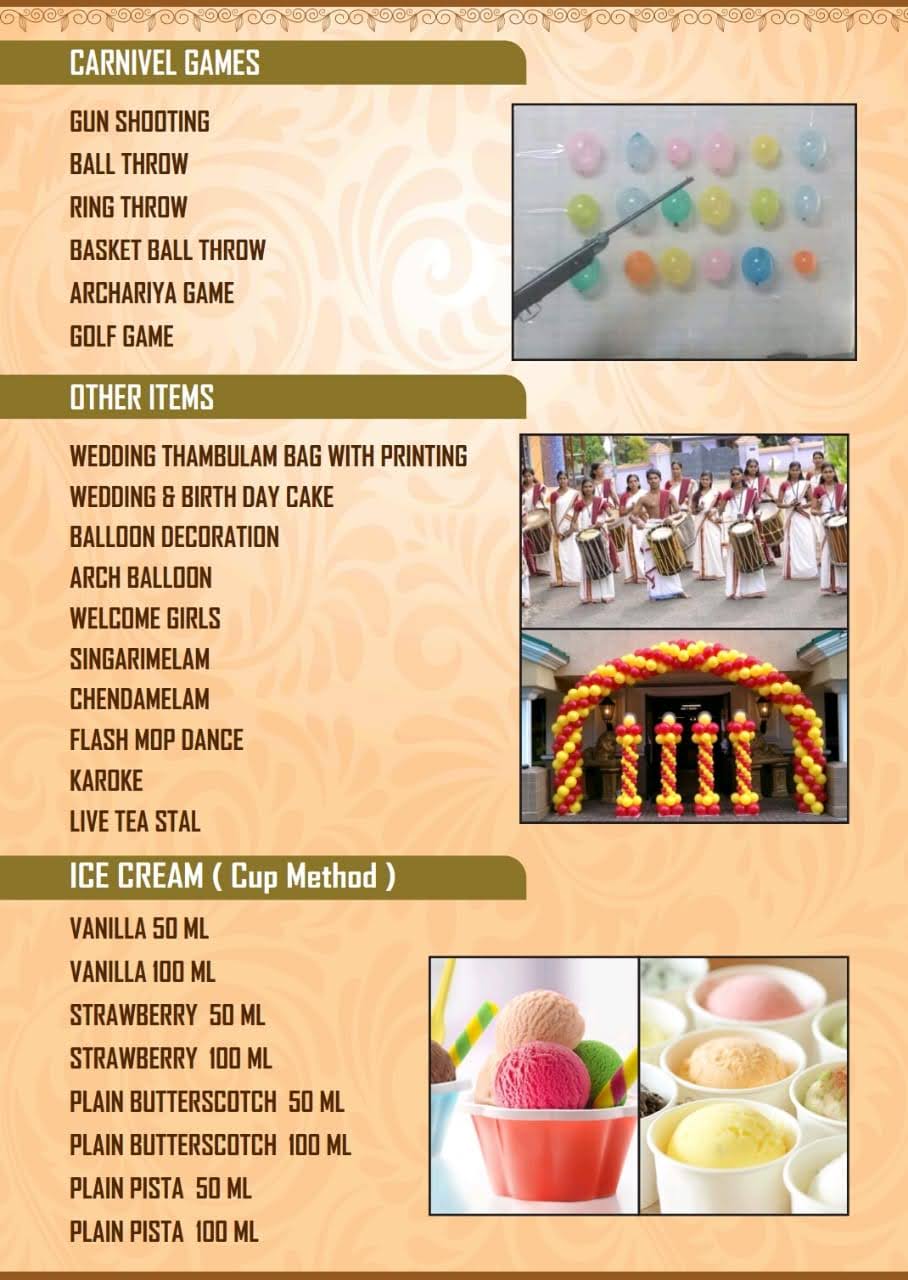 CARNIVEL GAMES
GUN SHOOTING
BALL THROW
RING THROW
BASKET BALL THROW
ARCHARIYA GAME
GOLF GAME
OTHER ITEMS
WEDDING THAMBULAM BAG WITH PRINTING
WEDDING & BIRTH DAY CAKE
BALLOON DECORATION
ARCH BALLOON
WELCOME GIRLS
SINGARIMELAM
CHENDAMELAM
FLASH MOP DANCE
KAROKE
LIVE TEA STAL
ICE CREAM ( Cup Method )
VANILLA 50 ML
VANILLA 100 ML
STRAWBERRY 50 ML
STRAWBERRY 100 ML
PLAIN BUTTERSCOTCH 50 ML
PLAIN BUTTERSCOTCH 100 ML
PLAIN PISTA 50 ML
PLAIN PISTA 100 ML